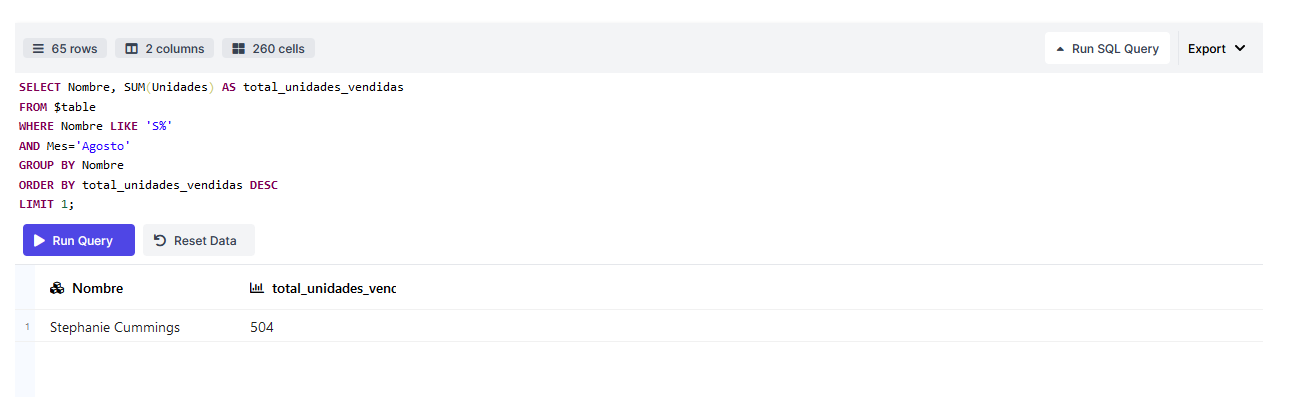 65 rows 2 columns 260 cells Run SQL Query Export
SELECT Nombre, SUM(Unidades) AS total_unidades_vendidas
FROM $table
WHERE Nombre LIKE 'S%'
AND Mes='Agosto'
GROUP BY Nombre
ORDER BY total_unidades_vendidas DESC
LIMIT 1;
Run Query Reset Data
Nombre total_unidades_venc
1 Stephanie Cummings 504